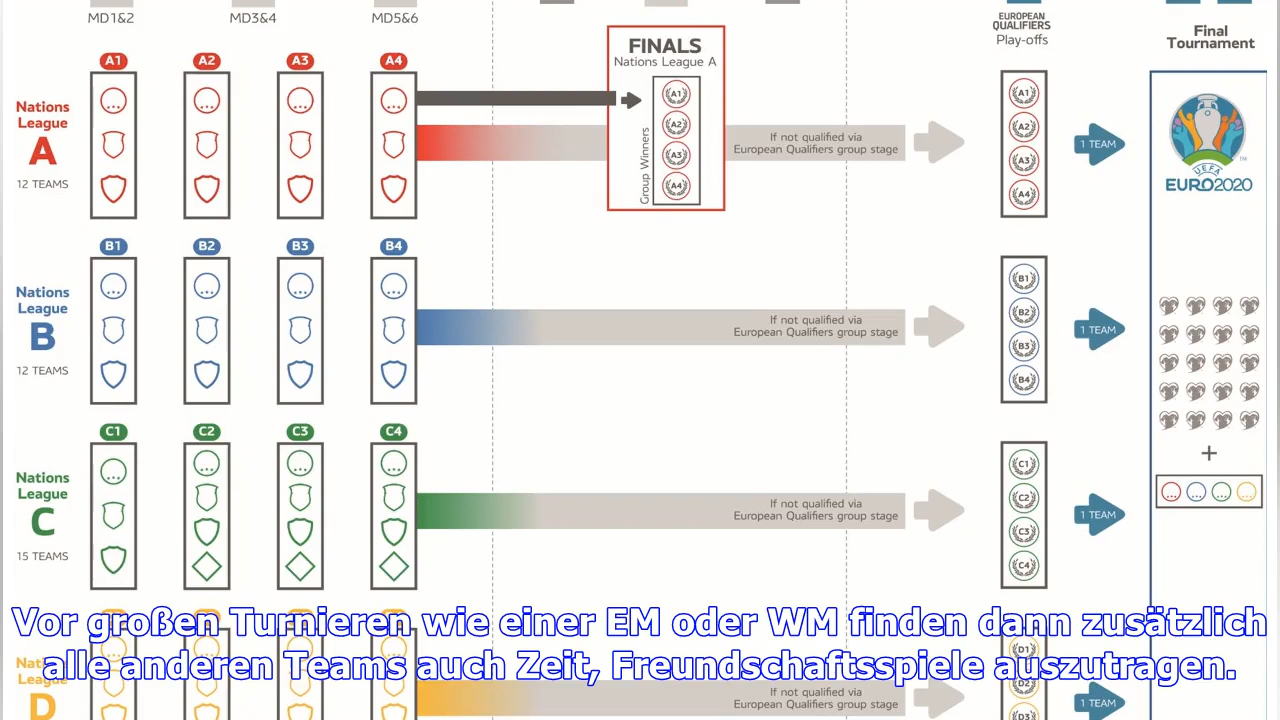 MD1&2
MD3&4
MD5&6
EUROPEAN
QUALIFIERS
Play-offs
Final
Tournament
FINALS
Nations League A
Group Winners
A1
A2
A3
A4
Nations
League
A
12 TEAMS
A1
A2
A3
A4
If not qualified via
European Qualifiers group stage
A1
A2
A3
A4
1 TEAM
UEFA
EURO2020
TM
Nations
League
B
12 TEAMS
B1
B2
B3
B4
If not qualified via
European Qualifiers group stage
B1
B2
B3
B4
1 TEAM
Nations
League
C
15 TEAMS
C1
C2
C3
C4
If not qualified via
European Qualifiers group stage
C1
C2
C3
C4
1 TEAM
+
D
If not qualified via
European Qualifiers group stage
D1
D2
D3
1 TEAM
Vor großen Turnieren wie einer EM oder WM finden dann zusätzlich
alle anderen Teams auch Zeit, Freundschaftsspiele auszutragen.